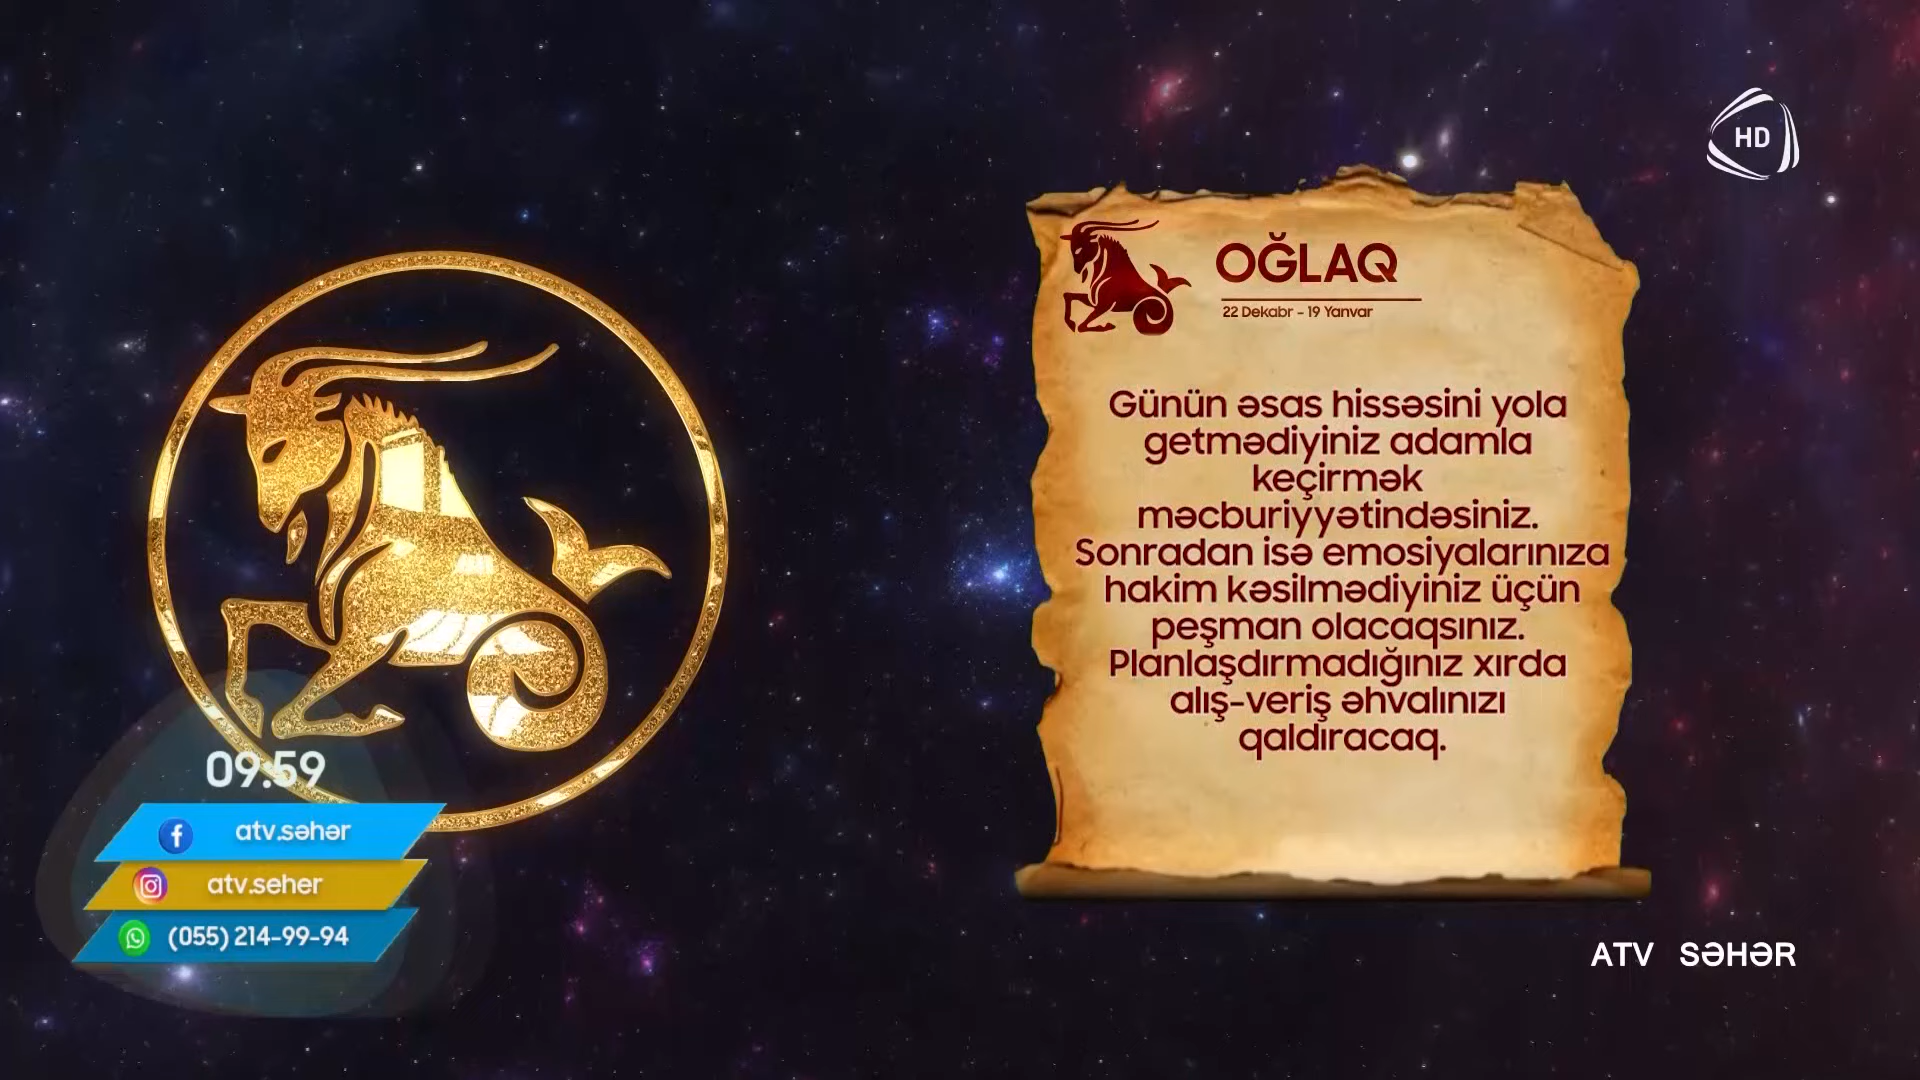 HD
OĞLAQ
22 Dekabr - 19 Yanvar
Günün əsas hissəsini yola
getmədiyiniz adamla
keçirmək
məcburiyyətindəsiniz.
Sonradan isə emosiyalarınıza
hakim kəsilmədiyiniz üçün
peşman olacaqsınız.
Planlaşdırmadığınız xırda
alış-veriş əhvalınızı
qaldıracaq.
09:59
atv.səhər
atv.seher
(055) 214-99-94
ATV SƏHƏR